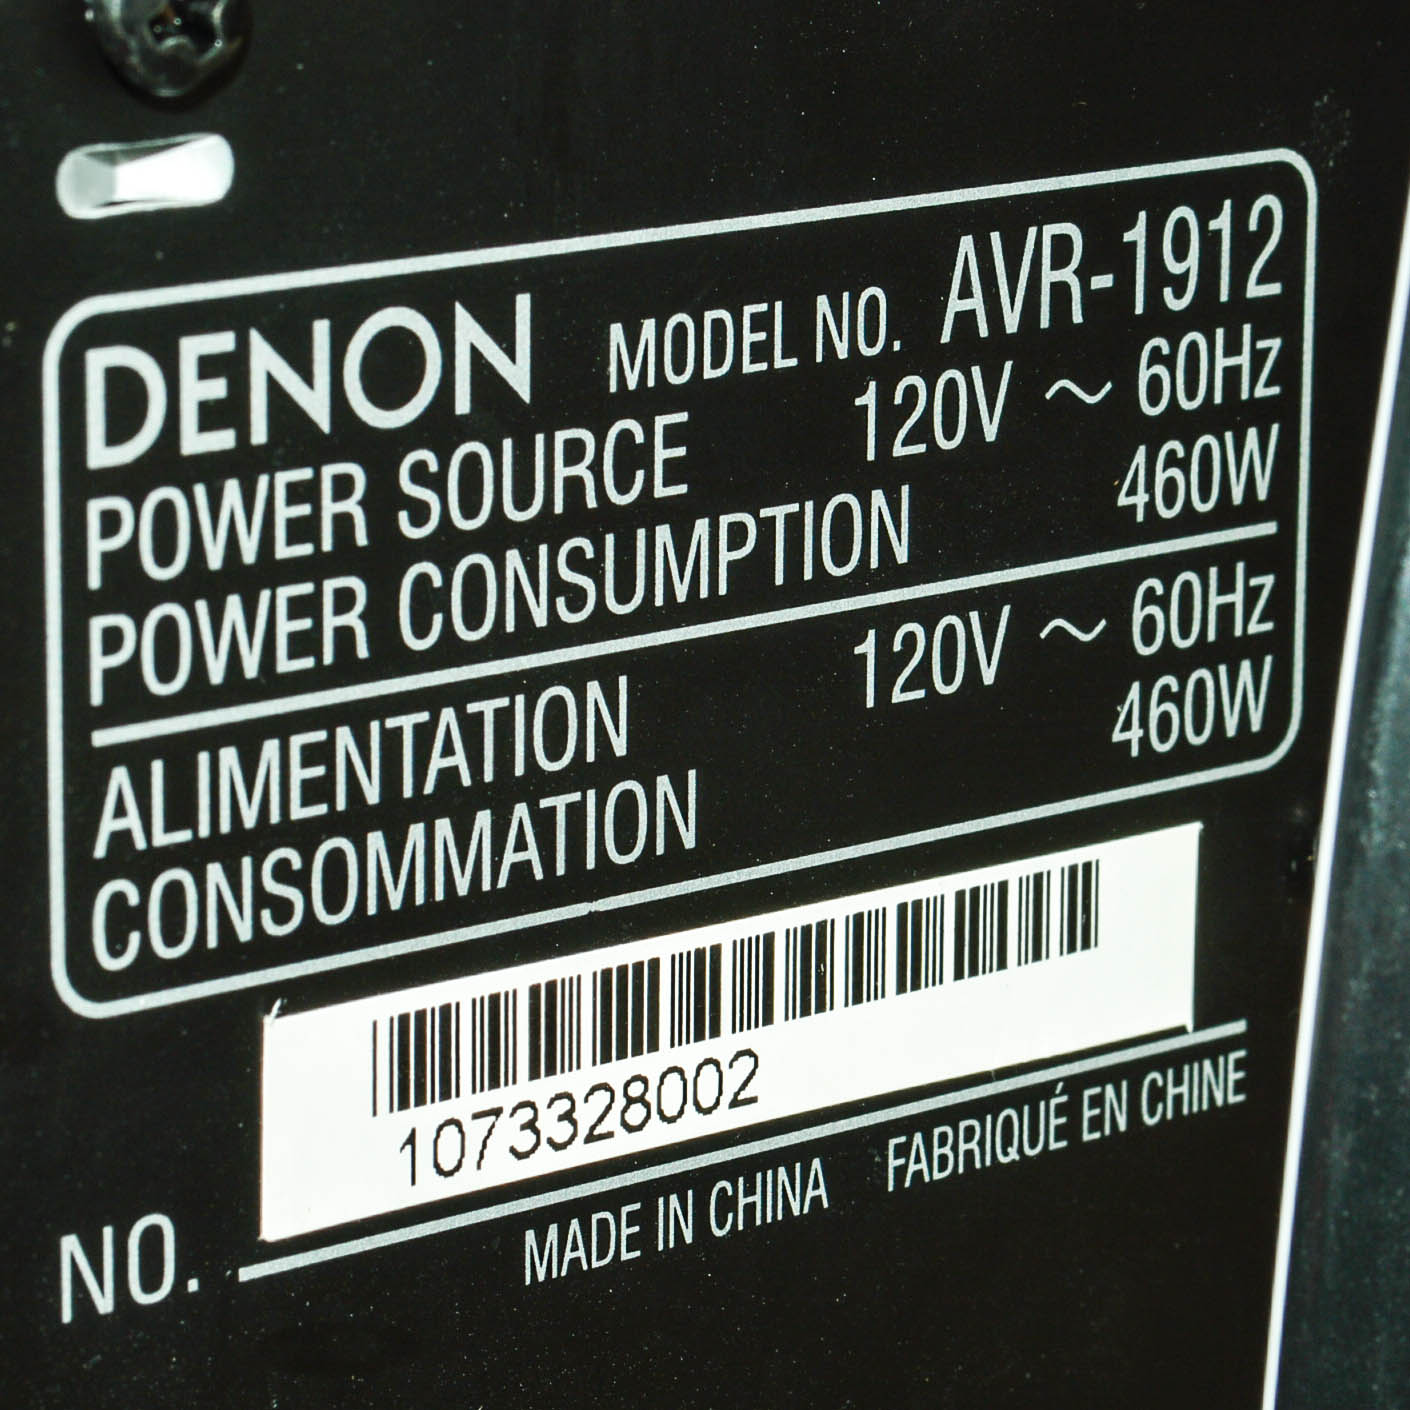 DENON MODEL NO. AVR-1912
POWER SOURCE 120V ~ 60Hz
POWER CONSUMPTION 460W
ALIMENTATION 120V ~ 60Hz
CONSOMMATION 460W
1073328002
NO.
MADE IN CHINA FABRIQUÉ EN CHINE